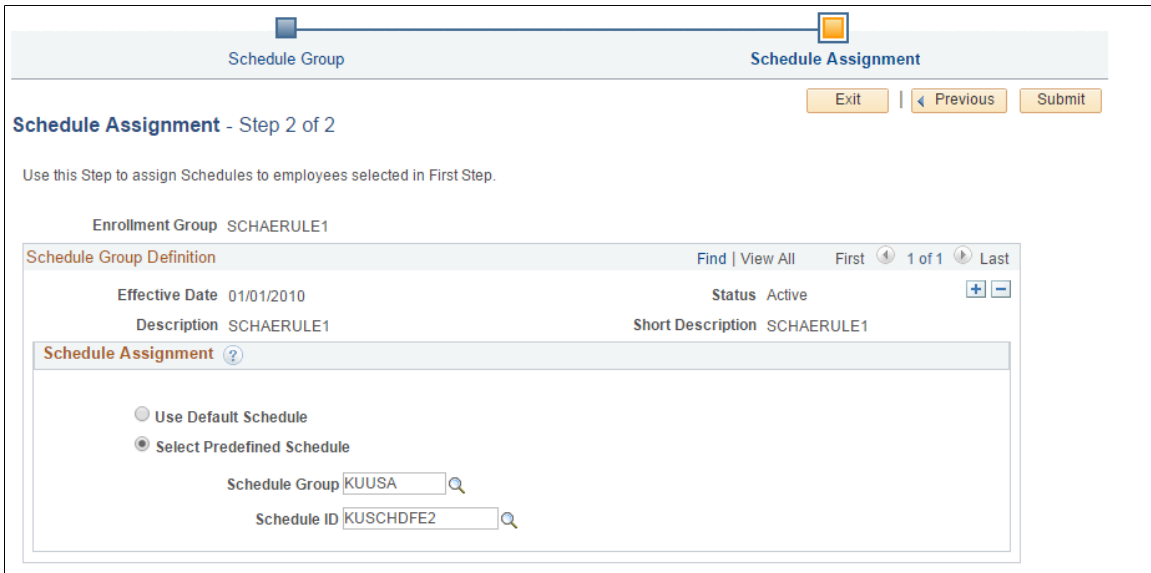 Schedule Group Schedule Assignment
Exit | Previous Submit
Schedule Assignment - Step 2 of 2
Use this Step to assign Schedules to employees selected in First Step.
Enrollment Group SCHAERULE1
Schedule Group Definition Find | View All First 1 of 1 Last
Effective Date 01/01/2010 Status Active
Description SCHAERULE1 Short Description SCHAERULE1
Schedule Assignment ?
Use Default Schedule
Select Predefined Schedule
Schedule Group KUUSA
Schedule ID KUSCHDFE2